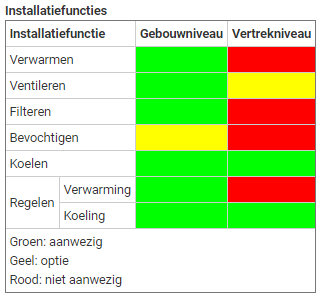 Installatiefuncties
Installatiefunctie Gebouwniveau Vertrekniveau
Verwarmen
Ventileren
Filteren
Bevochtigen
Koelen
Regelen Verwarming
Koeling
Groen: aanwezig
Geel: optie
Rood: niet aanwezig